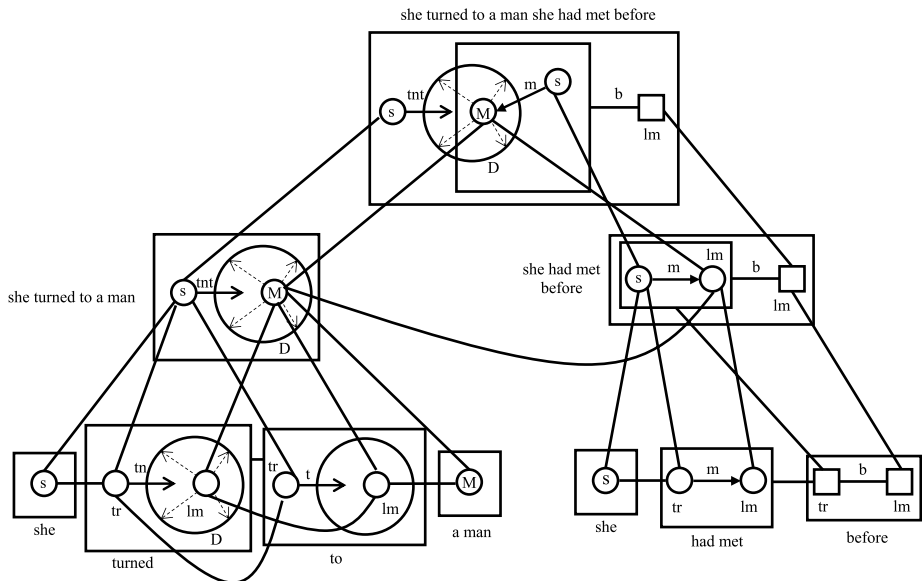 she turned to a man she had met before
s
tnt
M
m
s
b
lm
D
she turned to a man
s
tnt
M
D
she had met
before
s
m
lm
b
lm
s
she
tn
tr
lm
D
turned
tr
t
lm
to
M
a man
s
she
m
tr
lm
had met
b
tr
lm
before